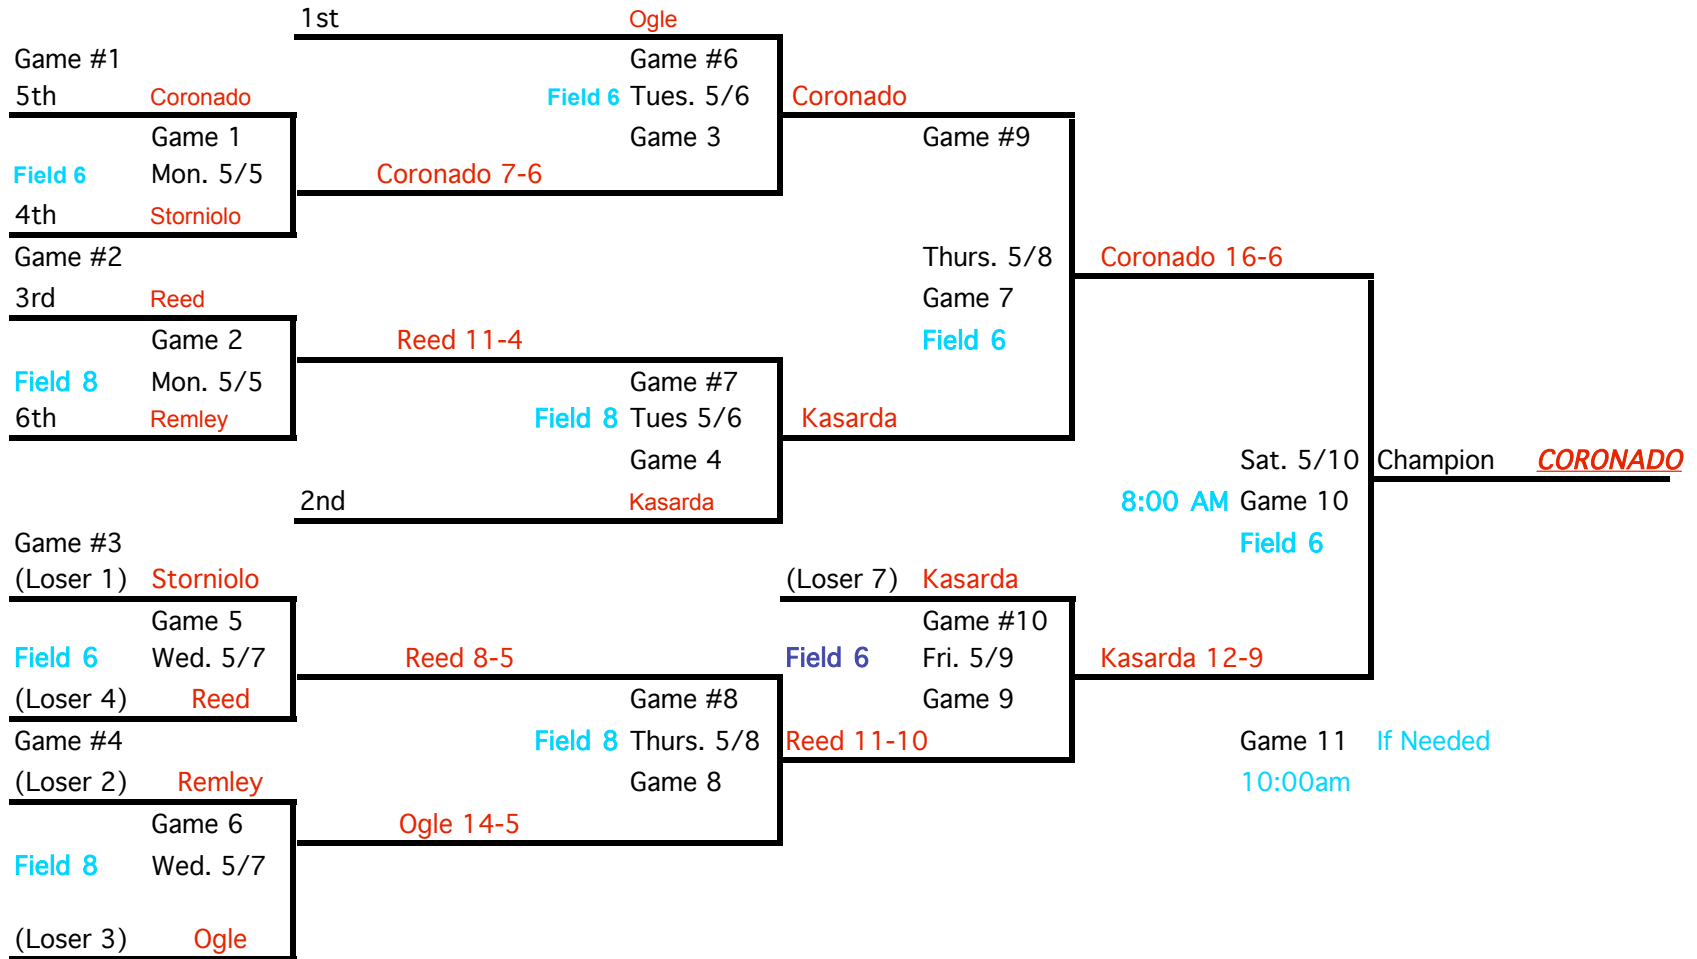 1st Ogle
Game #1 Game #6
5th Coronado Field 6 Tues. 5/6 Coronado
Game 1 Game 3 Game #9
Field 6 Mon. 5/5 Coronado 7-6
4th Storniolo
Game #2 Thurs. 5/8 Coronado 16-6
3rd Reed Game 7
Game 2 Reed 11-4 Field 6
Field 8 Mon. 5/5 Game #7
6th Remley Field 8 Tues 5/6 Kasarda
Game 4 Sat. 5/10 Champion CORONADO
2nd Kasarda 8:00 AM Game 10
Game #3 Field 6
(Loser 1) Storniolo (Loser 7) Kasarda
Game 5 Game #10
Field 6 Wed. 5/7 Reed 8-5 Field 6 Fri. 5/9 Kasarda 12-9
(Loser 4) Reed Game #8 Game 9
Game #4 Field 8 Thurs. 5/8 Reed 11-10 Game 11 If Needed
(Loser 2) Remley Game 8 10:00am
Game 6 Ogle 14-5
Field 8 Wed. 5/7
(Loser 3) Ogle